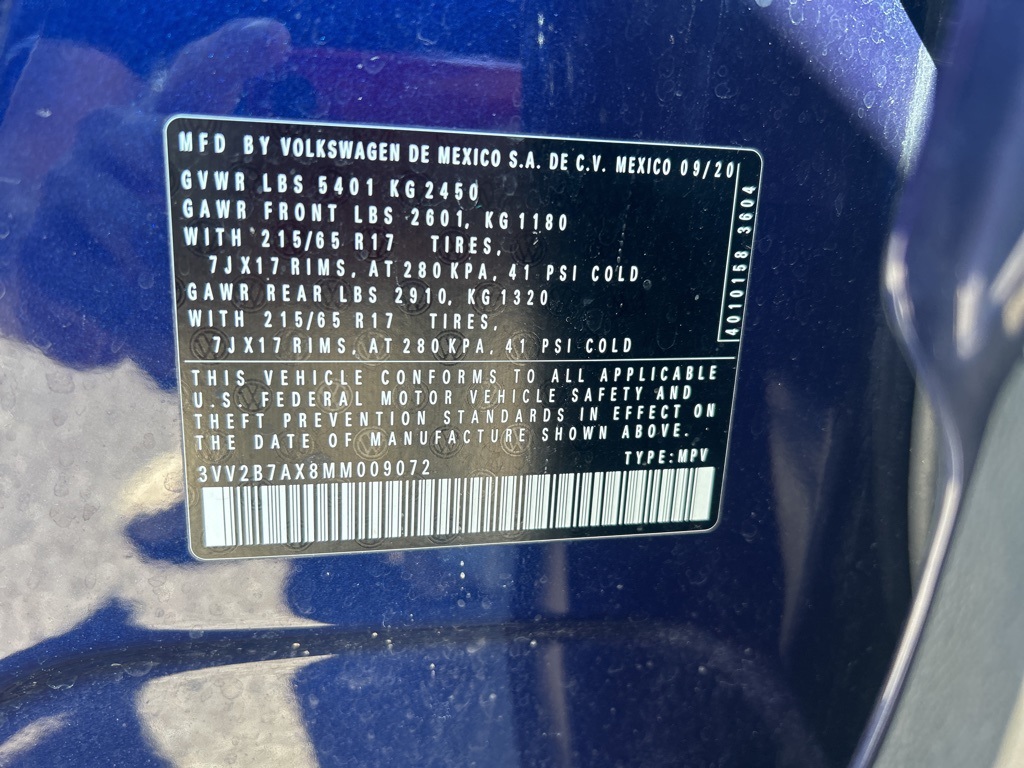 MFD BY VOLKSWAGEN DE MEXICO S.A. DE C.V. MEXICO 09/20
GVWR LBS 5401 KG 2450
GAWR FRONT LBS 2601, KG 1180
WITH 215/65 R17 TIRES,
7JX17 RIMS, AT 280 KPA, 41 PSI COLD
GAWR REAR LBS 2910, KG 1320
WITH 215/65 R17 TIRES,
7JX17 RIMS, AT 280 KPA, 41 PSI COLD
4010158 3604
THIS VEHICLE CONFORMS TO ALL APPLICABLE
U.S. FEDERAL MOTOR VEHICLE SAFETY AND
THEFT PREVENTION STANDARDS IN EFFECT ON
THE DATE OF MANUFACTURE SHOWN ABOVE.
3VV2B7AX8MM009072 TYPE: MPV